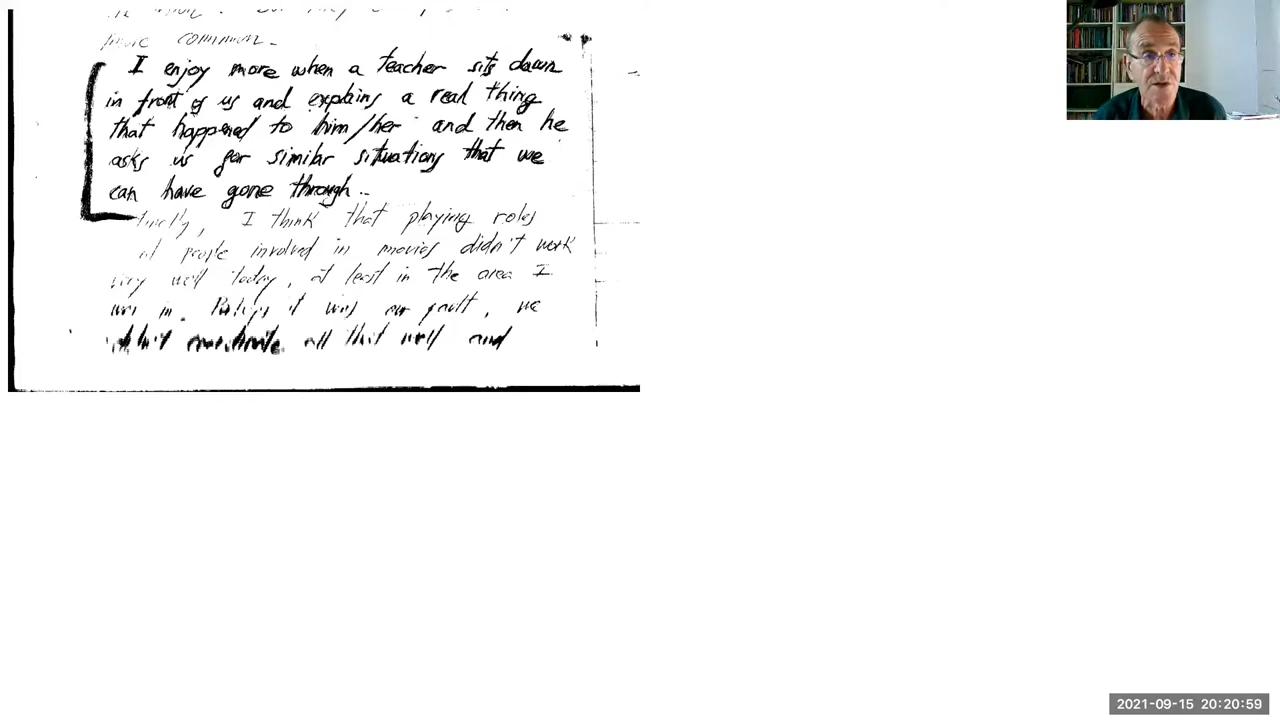 more common.
I enjoy more when a teacher sits down
in front of us and explains a real thing
that happened to him/her and then he
asks us for similar situations that we
can have gone through..
Finally, I think that playing roles
of people involved in movies didn't work
very well today, at least in the area I
was in. Perhaps it was our fault, we
all that well and
2021-09-15 20:20:59